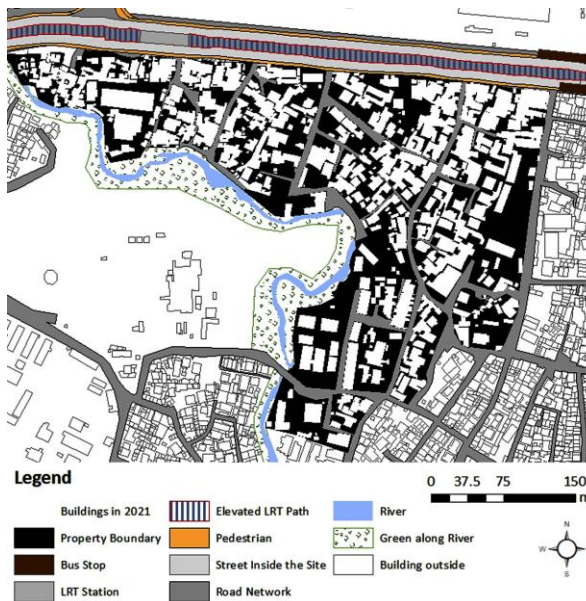 Legend
0 37.5 75 150
m
Buildings in 2021
Elevated LRT Path
River
Property Boundary
Pedestrian
Green along River
Bus Stop
Street Inside the Site
Building outside
LRT Station
Road Network
N
W E
S